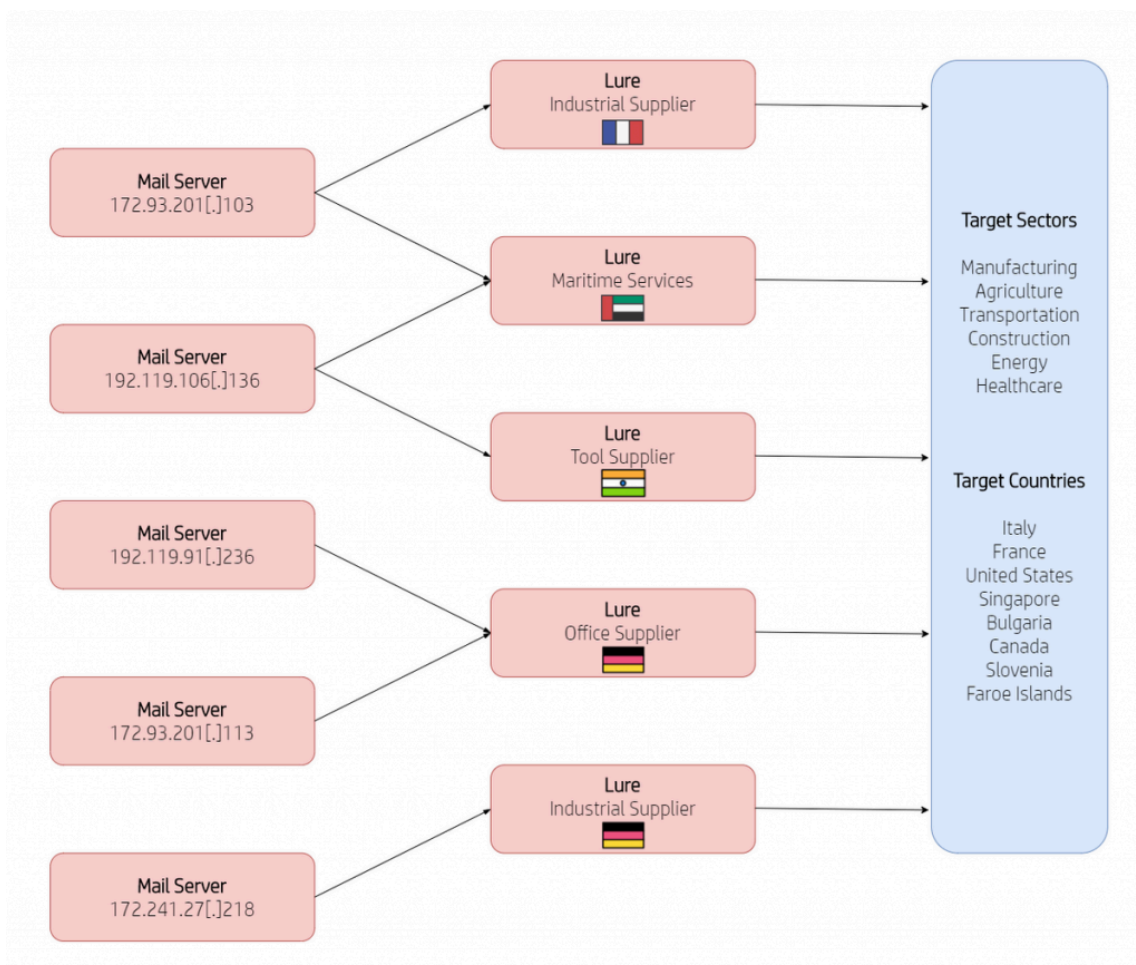 Mail Server
172.93.201[.]103
Mail Server
192.119.106[.]136
Mail Server
192.119.91[.]236
Mail Server
172.93.201[.]113
Mail Server
172.241.27[.]218
Lure
Industrial Supplier
Lure
Maritime Services
Lure
Tool Supplier
Lure
Office Supplier
Lure
Industrial Supplier
Target Sectors
Manufacturing
Agriculture
Transportation
Construction
Energy
Healthcare
Target Countries
Italy
France
United States
Singapore
Bulgaria
Canada
Slovenia
Faroe Islands